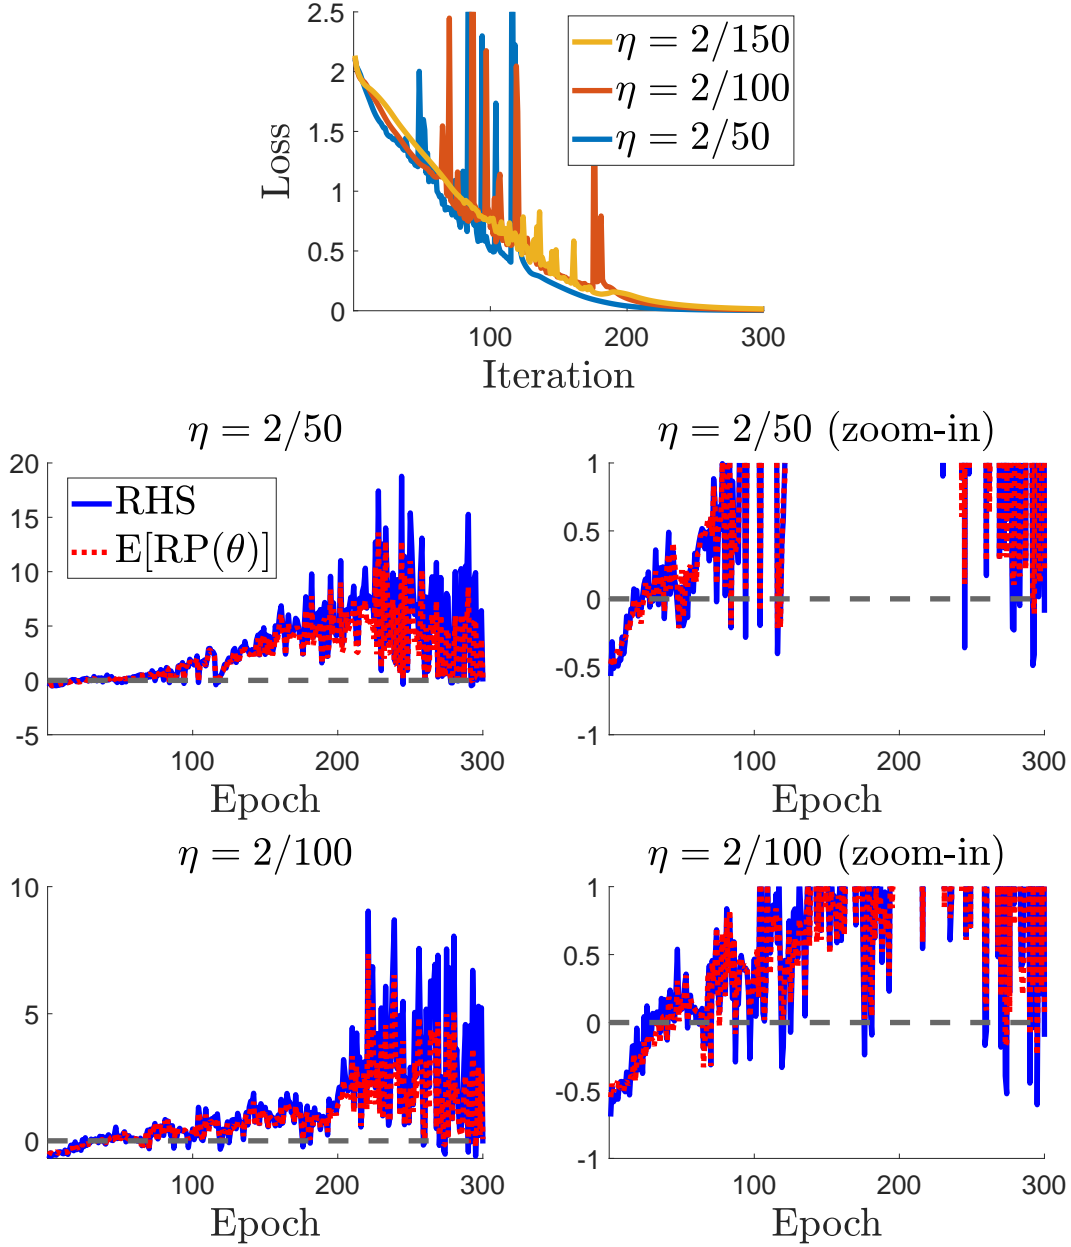 2.5
2
1.5
1
0.5
0
Loss
η = 2/150
η = 2/100
η = 2/50
100 200 300
Iteration
η = 2/50
20
15
10
5
0
-5
RHS
E[RP(θ)]
100 200 300
Epoch
η = 2/50 (zoom-in)
1
0.5
0
-0.5
-1
100 200 300
Epoch
η = 2/100
10
5
0
100 200 300
Epoch
η = 2/100 (zoom-in)
1
0.5
0
-0.5
-1
100 200 300
Epoch